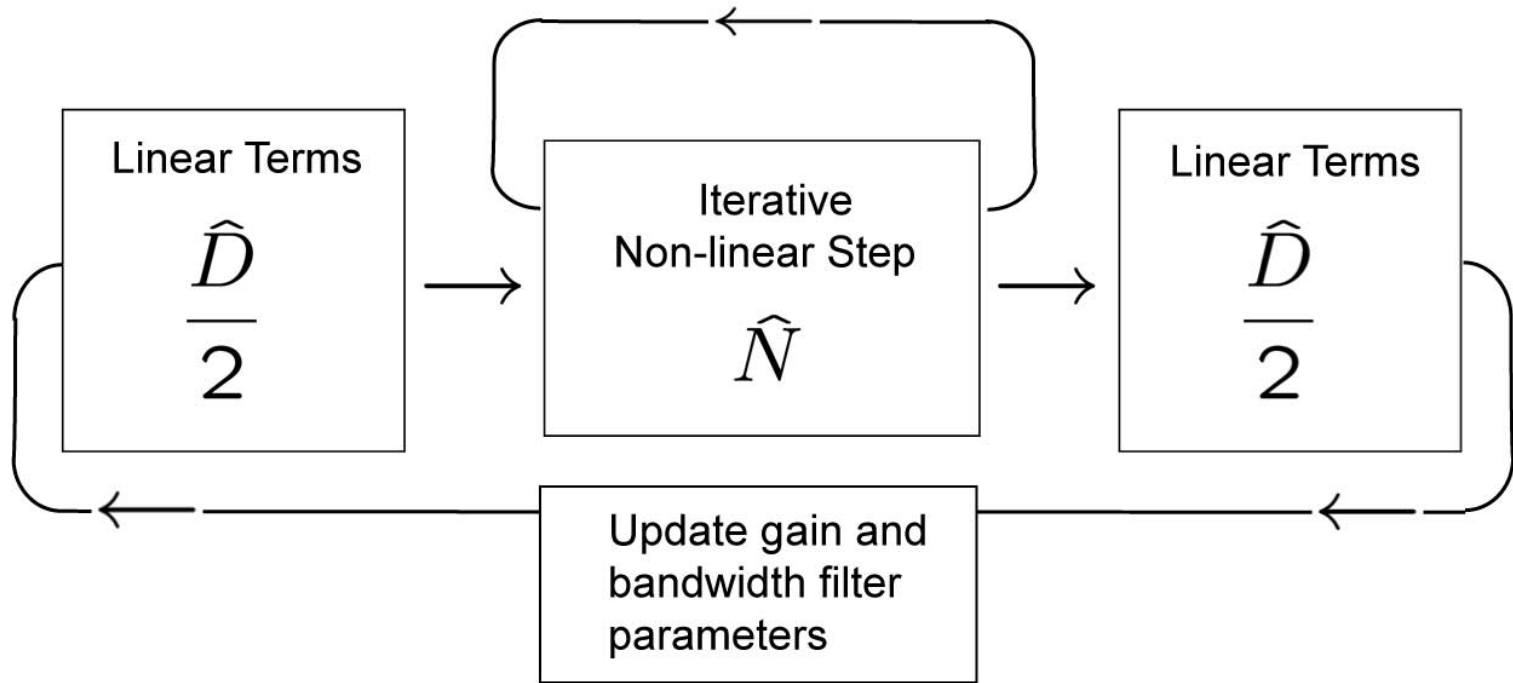 Linear Terms
D̂
2
Iterative
Non-linear Step
N̂
Linear Terms
D̂
2
Update gain and
bandwidth filter
parameters